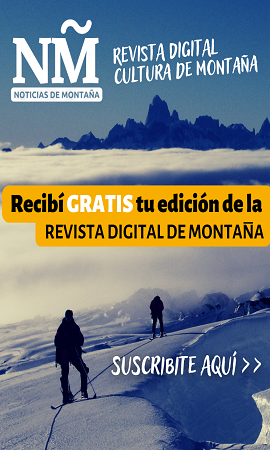 NM̃
NOTICIAS DE MONTAÑA
REVISTA DIGITAL
CULTURA DE MONTAÑA
Recibí GRATIS tu edición de la
REVISTA DIGITAL DE MONTAÑA
SUSCRIBITE AQUÍ >>